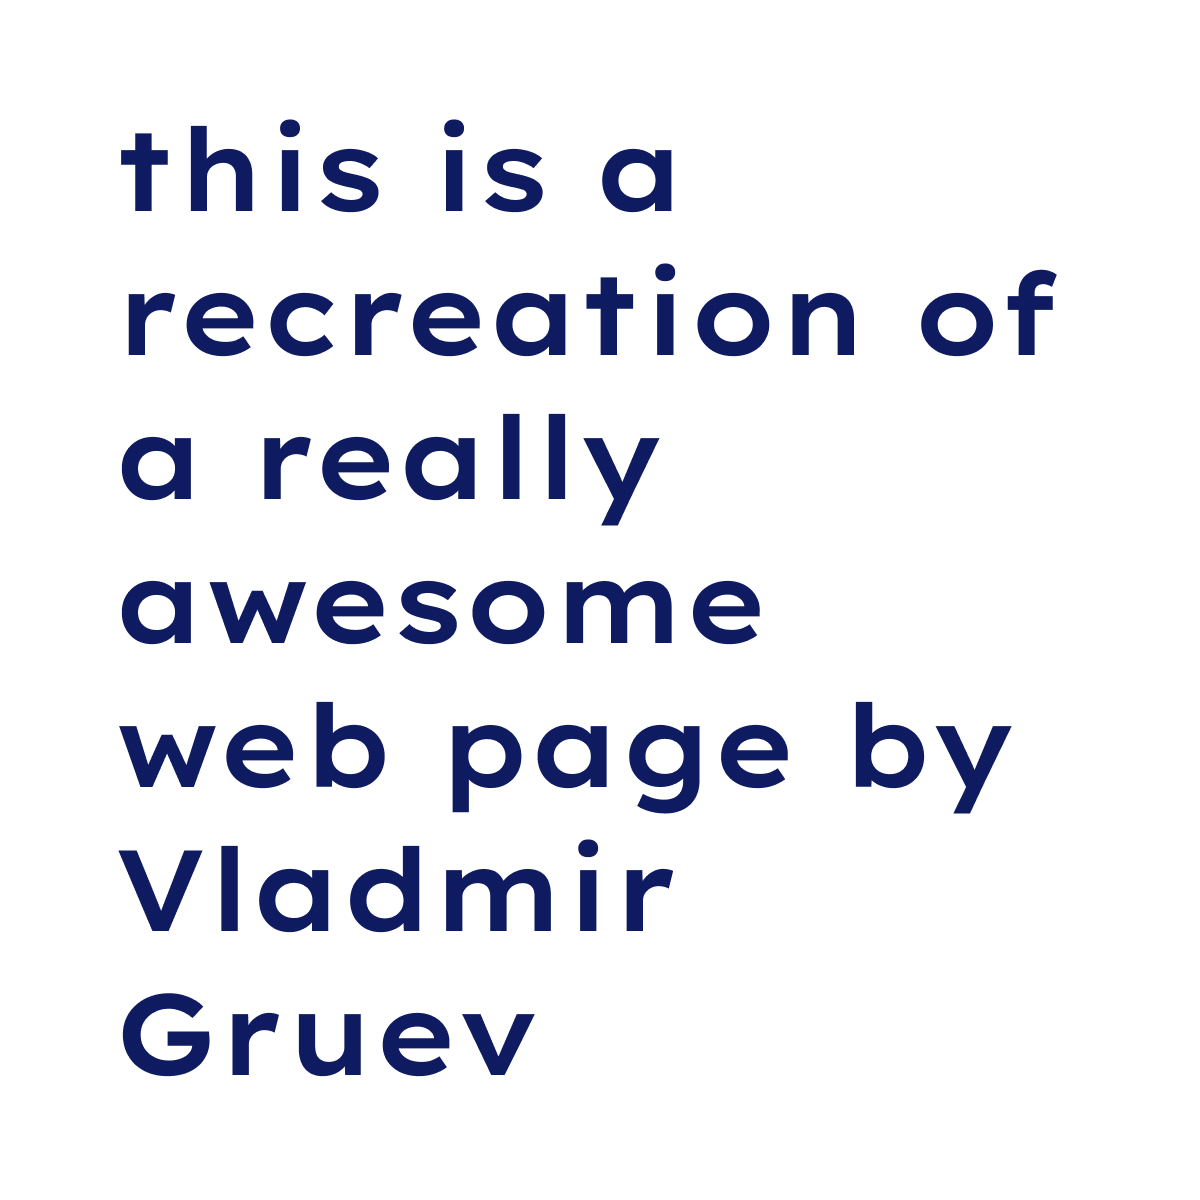 this is a
recreation of
a really
awesome
web page by
Vladmir
Gruev